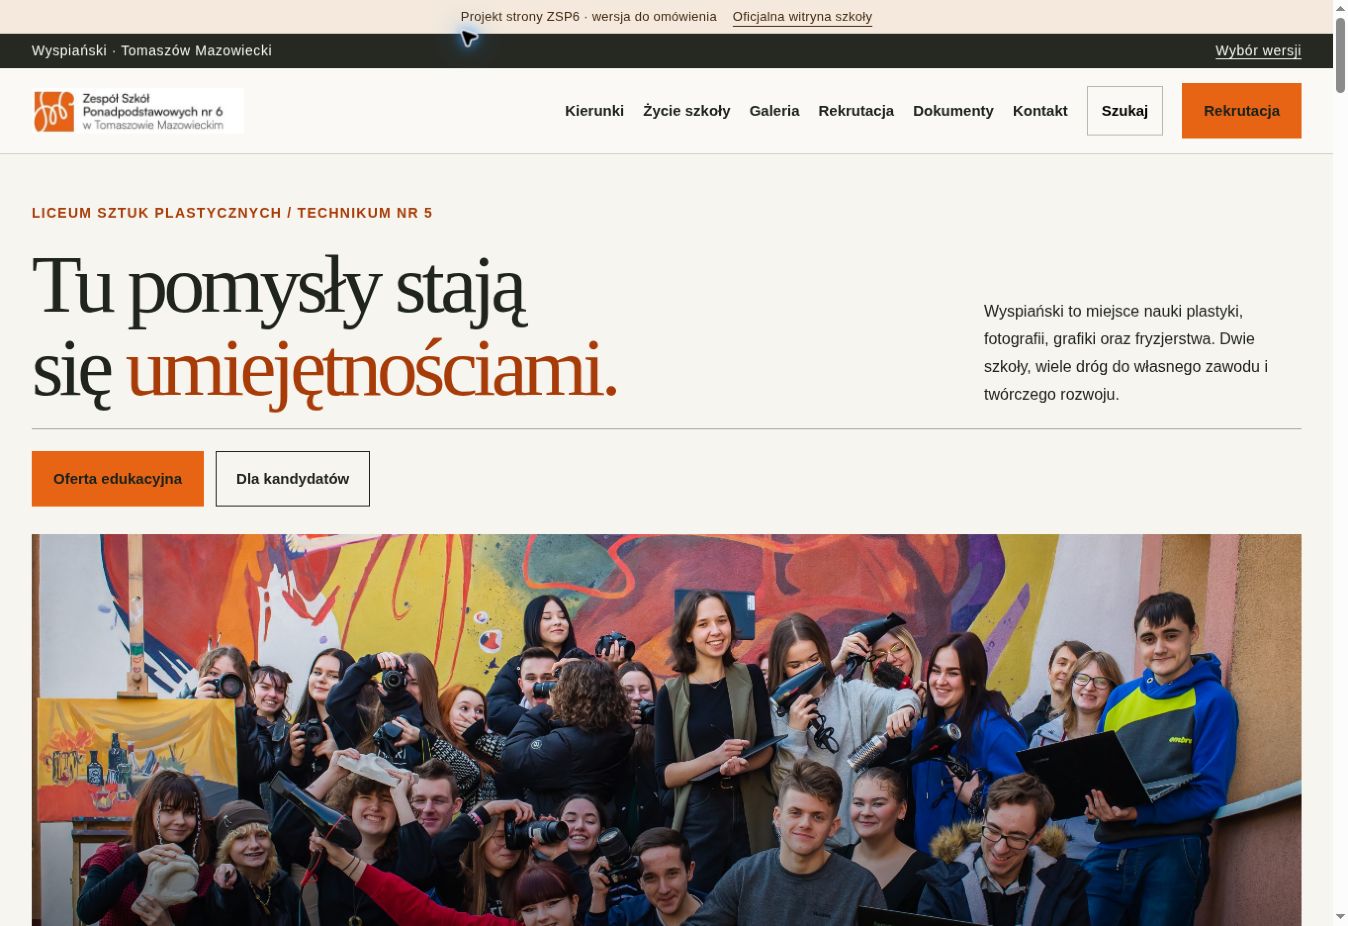 Projekt strony ZSP6 · wersja do omówienia Oficjalna witryna szkoły
Wyspiański · Tomaszów Mazowiecki
Wybór wersji
Zespół Szkół
Ponadpodstawowych nr 6
w Tomaszowie Mazowieckim
Kierunki Życie szkoły Galeria Rekrutacja Dokumenty Kontakt Szukaj Rekrutacja
LICEUM SZTUK PLASTYCZNYCH / TECHNIKUM NR 5
Tu pomysły stają
się umiejętnościami.
Wyspiański to miejsce nauki plastyki,
fotografii, grafiki oraz fryzjerstwa. Dwie
szkoły, wiele dróg do własnego zawodu i
twórczego rozwoju.
Oferta edukacyjna Dla kandydatów